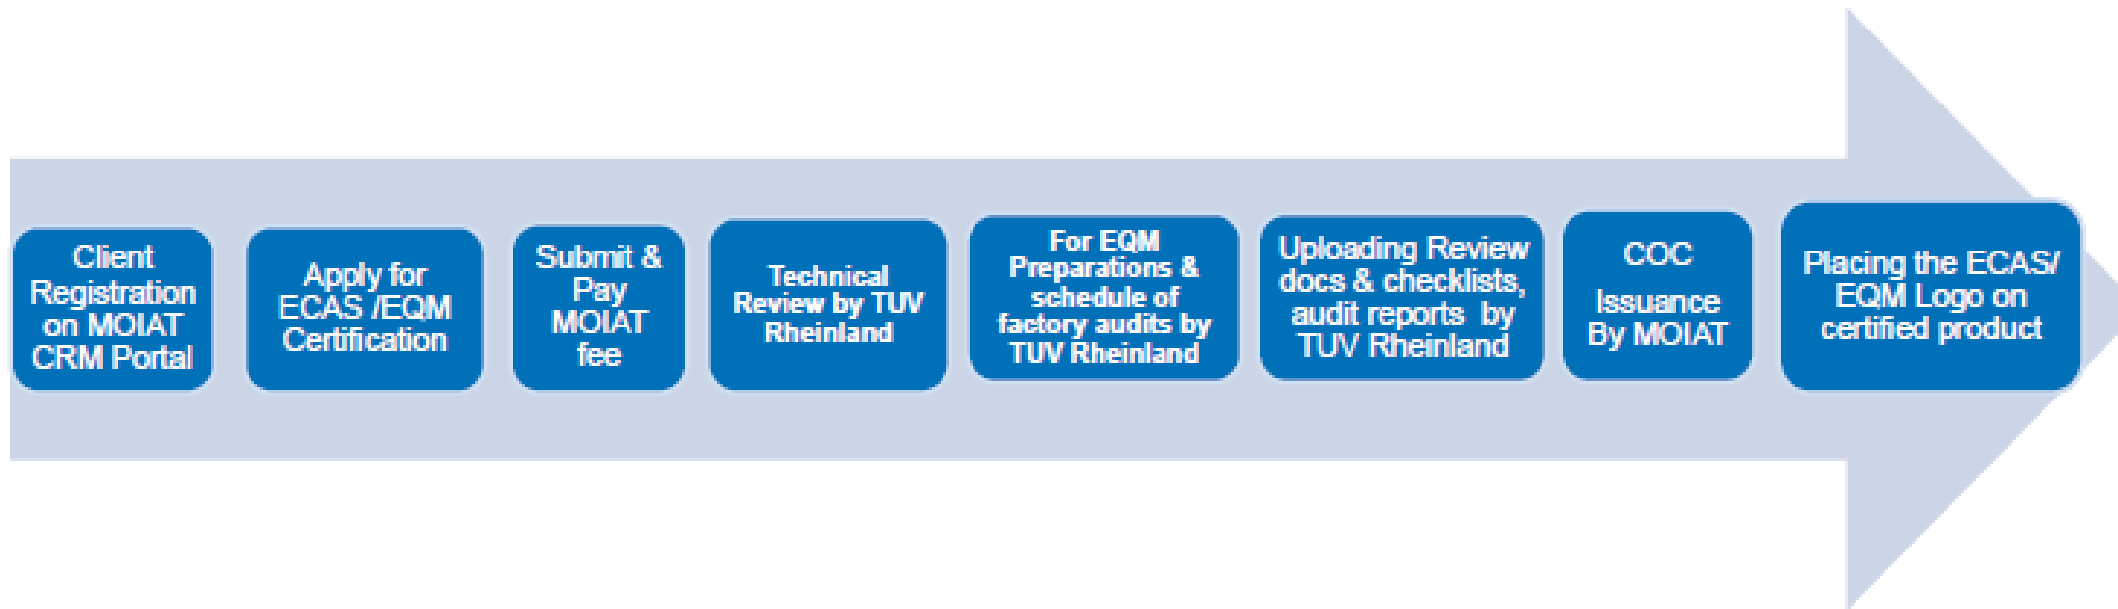 Client
Registration
on MOIAT
CRM Portal
Apply for
ECAS /EQM
Certification
Submit &
Pay
MOIAT
fee
Technical
Review by TUV
Rheinland
For EQM
Preparations &
schedule of
factory audits by
TUV Rheinland
Uploading Review
docs & checklists,
audit reports by
TUV Rheinland
COC
Issuance
By MOIAT
Placing the ECAS/
EQM Logo on
certified product